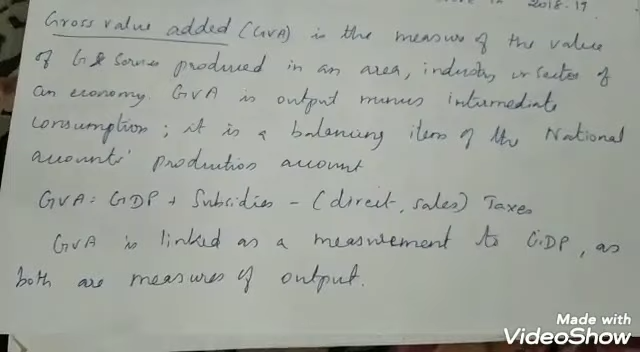 2018.19
Gross value added (GVA) is the measure of the value
of G & Services produced in an area, industry or sector of
an economy. GVA is output minus intermediate
consumption; it is a balancing item of the National
accounts' production account
GVA = GDP + Subsidies - (direct, sales) Taxes
GVA is linked as a measurement to GDP, as
both are measures of output.
Made with
VideoShow